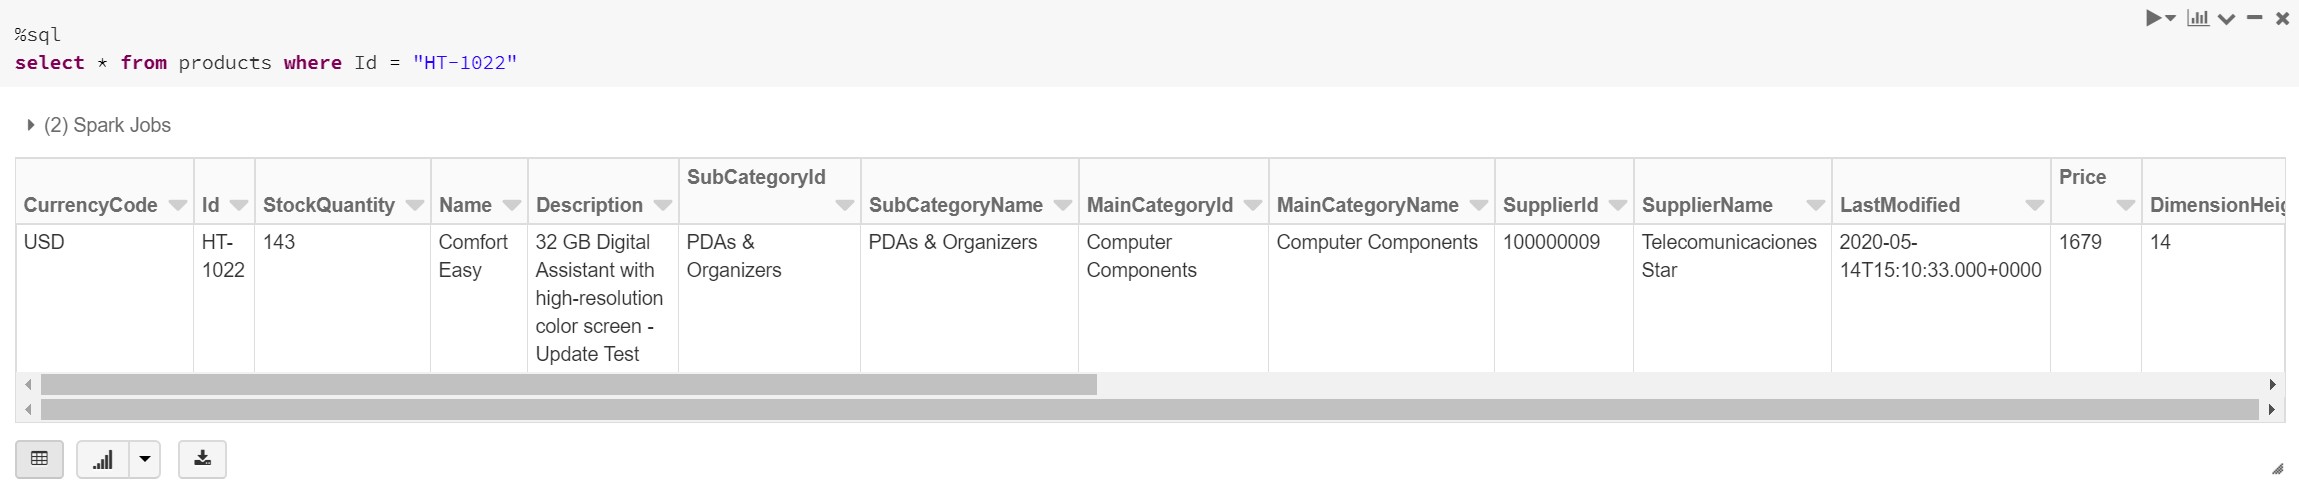 %sql
select * from products where Id = "HT-1022"
(2) Spark Jobs
CurrencyCode Id StockQuantity Name Description SubCategoryId SubCategoryName MainCategoryId MainCategoryName SupplierId SupplierName LastModified Price DimensionHeig
USD HT- 143 Comfort 32 GB Digital PDAs & PDAs & Organizers Computer Computer Components 100000009 Telecomunicaciones 2020-05- 1679 14
1022 Easy Assistant with Organizers Components Star 14T15:10:33.000+0000
high-resolution
color screen -
Update Test